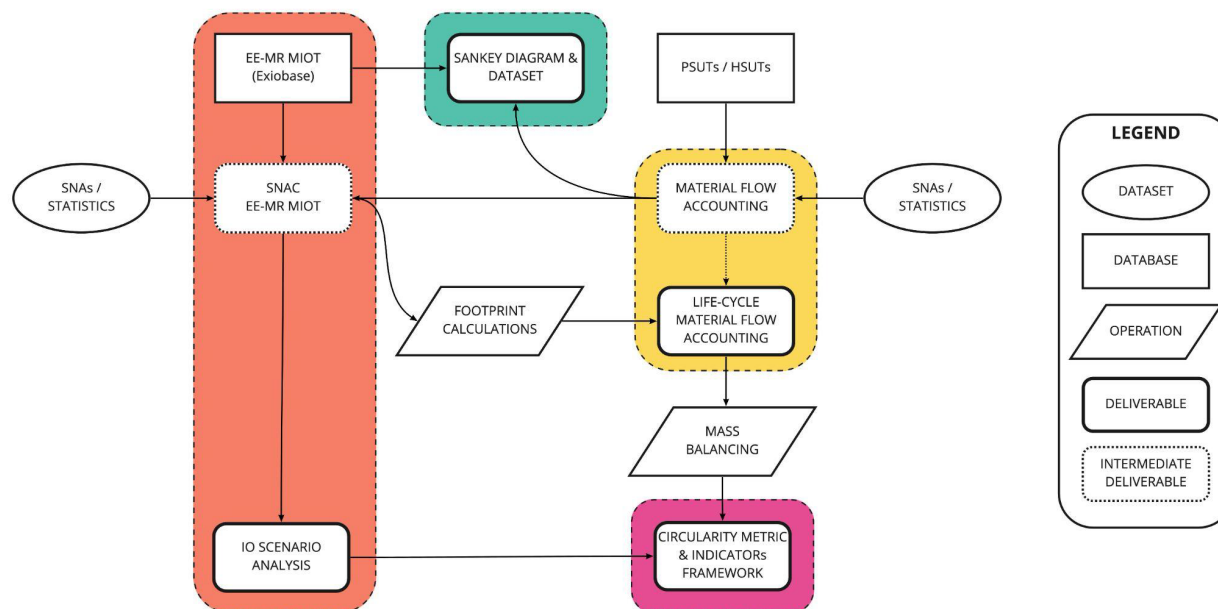 EE-MR MIOT
(Exiobase)
SANKEY DIAGRAM &
DATASET
PSUTs / HSUTs
SNAs /
STATISTICS
SNAC
EE-MR MIOT
MATERIAL FLOW
ACCOUNTING
SNAs /
STATISTICS
FOOTPRINT
CALCULATIONS
LIFE-CYCLE
MATERIAL FLOW
ACCOUNTING
MASS
BALANCING
IO SCENARIO
ANALYSIS
CIRCULARITY METRIC
& INDICATORs
FRAMEWORK
LEGEND
DATASET
DATABASE
OPERATION
DELIVERABLE
INTERMEDIATE
DELIVERABLE